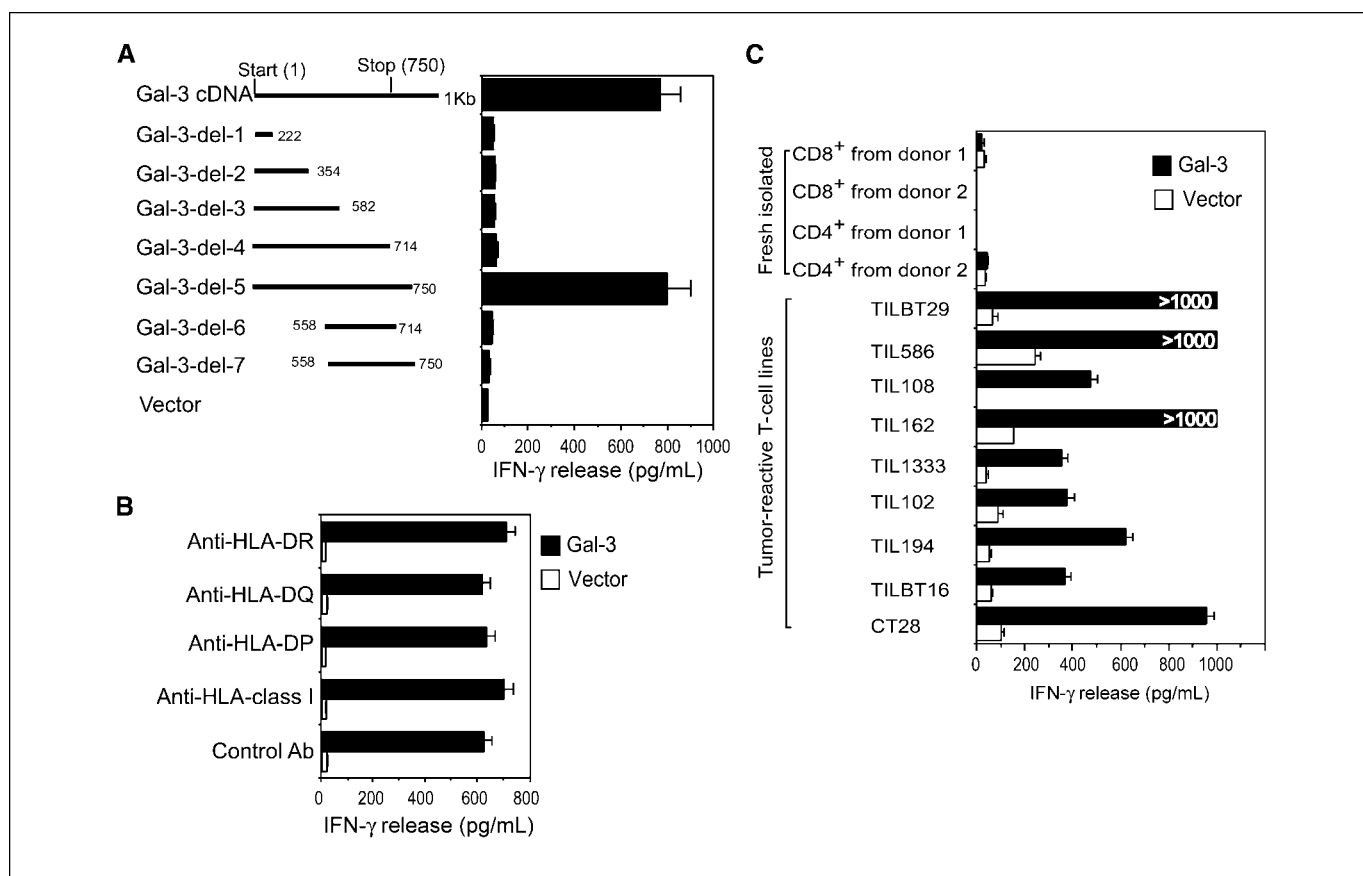 A
Start (1) Stop (750)
Gal-3 cDNA 1Kb
Gal-3-del-1 222
Gal-3-del-2 354
Gal-3-del-3 582
Gal-3-del-4 714
Gal-3-del-5 750
Gal-3-del-6 558 714
Gal-3-del-7 558 750
Vector
0 200 400 600 800 1000
IFN-γ release (pg/mL)
B
Anti-HLA-DR
Anti-HLA-DQ
Anti-HLA-DP
Anti-HLA-class I
Control Ab
Gal-3
Vector
0 200 400 600 800
IFN-γ release (pg/mL)
C
Fresh isolated
CD8+ from donor 1
CD8+ from donor 2
CD4+ from donor 1
CD4+ from donor 2
Gal-3
Vector
Tumor-reactive T-cell lines
TILBT29 >1000
TIL586 >1000
TIL108
TIL162 >1000
TIL1333
TIL102
TIL194
TILBT16
CT28
0 200 400 600 800 1000
IFN-γ release (pg/mL)